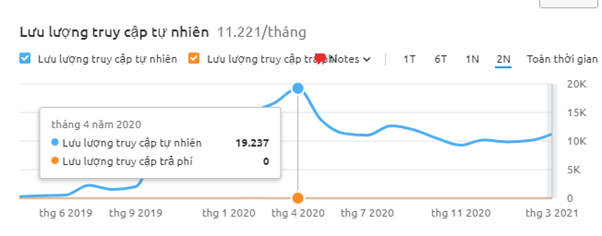 Lưu lượng truy cập tự nhiên 11.221/tháng
Lưu lượng truy cập tự nhiên Lưu lượng truy cập trả phí Notes 1T 6T 1N 2N Toàn thời gian
20K
tháng 4 năm 2020
15K
Lưu lượng truy cập tự nhiên 19.237
10K
Lưu lượng truy cập trả phí 0
5K
0
thg 6 2019 thg 9 2019 thg 1 2020 thg 4 2020 thg 7 2020 thg 11 2020 thg 3 2021